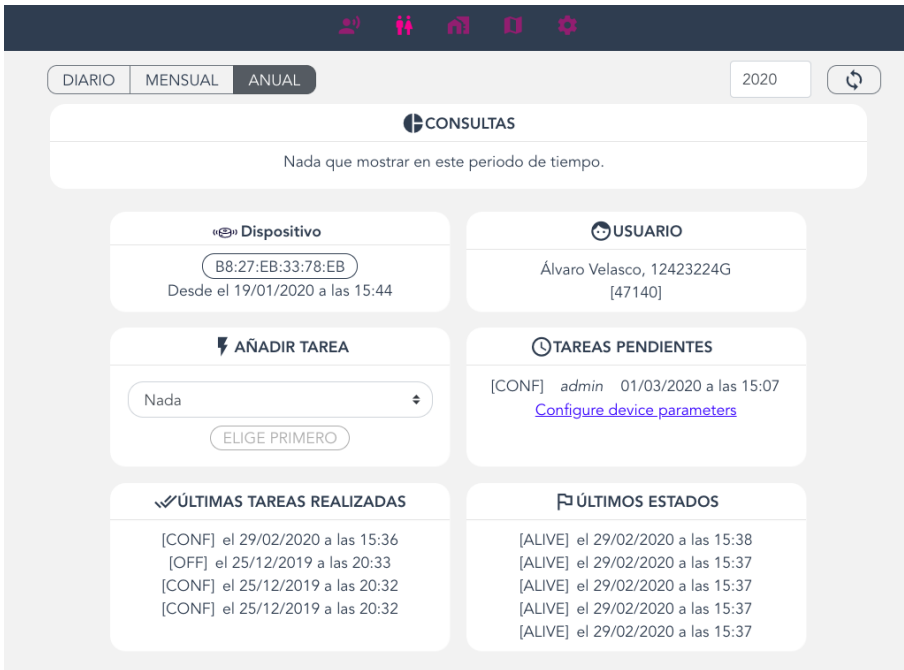 DIARIO MENSUAL ANUAL 2020
CONSULTAS
Nada que mostrar en este periodo de tiempo.
Dispositivo
B8:27:EB:33:78:EB
Desde el 19/01/2020 a las 15:44
USUARIO
Álvaro Velasco, 12423224G
[47140]
AÑADIR TAREA
Nada
ELIGE PRIMERO
TAREAS PENDIENTES
[CONF] admin 01/03/2020 a las 15:07
Configure device parameters
ÚLTIMAS TAREAS REALIZADAS
[CONF] el 29/02/2020 a las 15:36
[OFF] el 25/12/2019 a las 20:33
[CONF] el 25/12/2019 a las 20:32
[CONF] el 25/12/2019 a las 20:32
ÚLTIMOS ESTADOS
[ALIVE] el 29/02/2020 a las 15:38
[ALIVE] el 29/02/2020 a las 15:37
[ALIVE] el 29/02/2020 a las 15:37
[ALIVE] el 29/02/2020 a las 15:37
[ALIVE] el 29/02/2020 a las 15:37